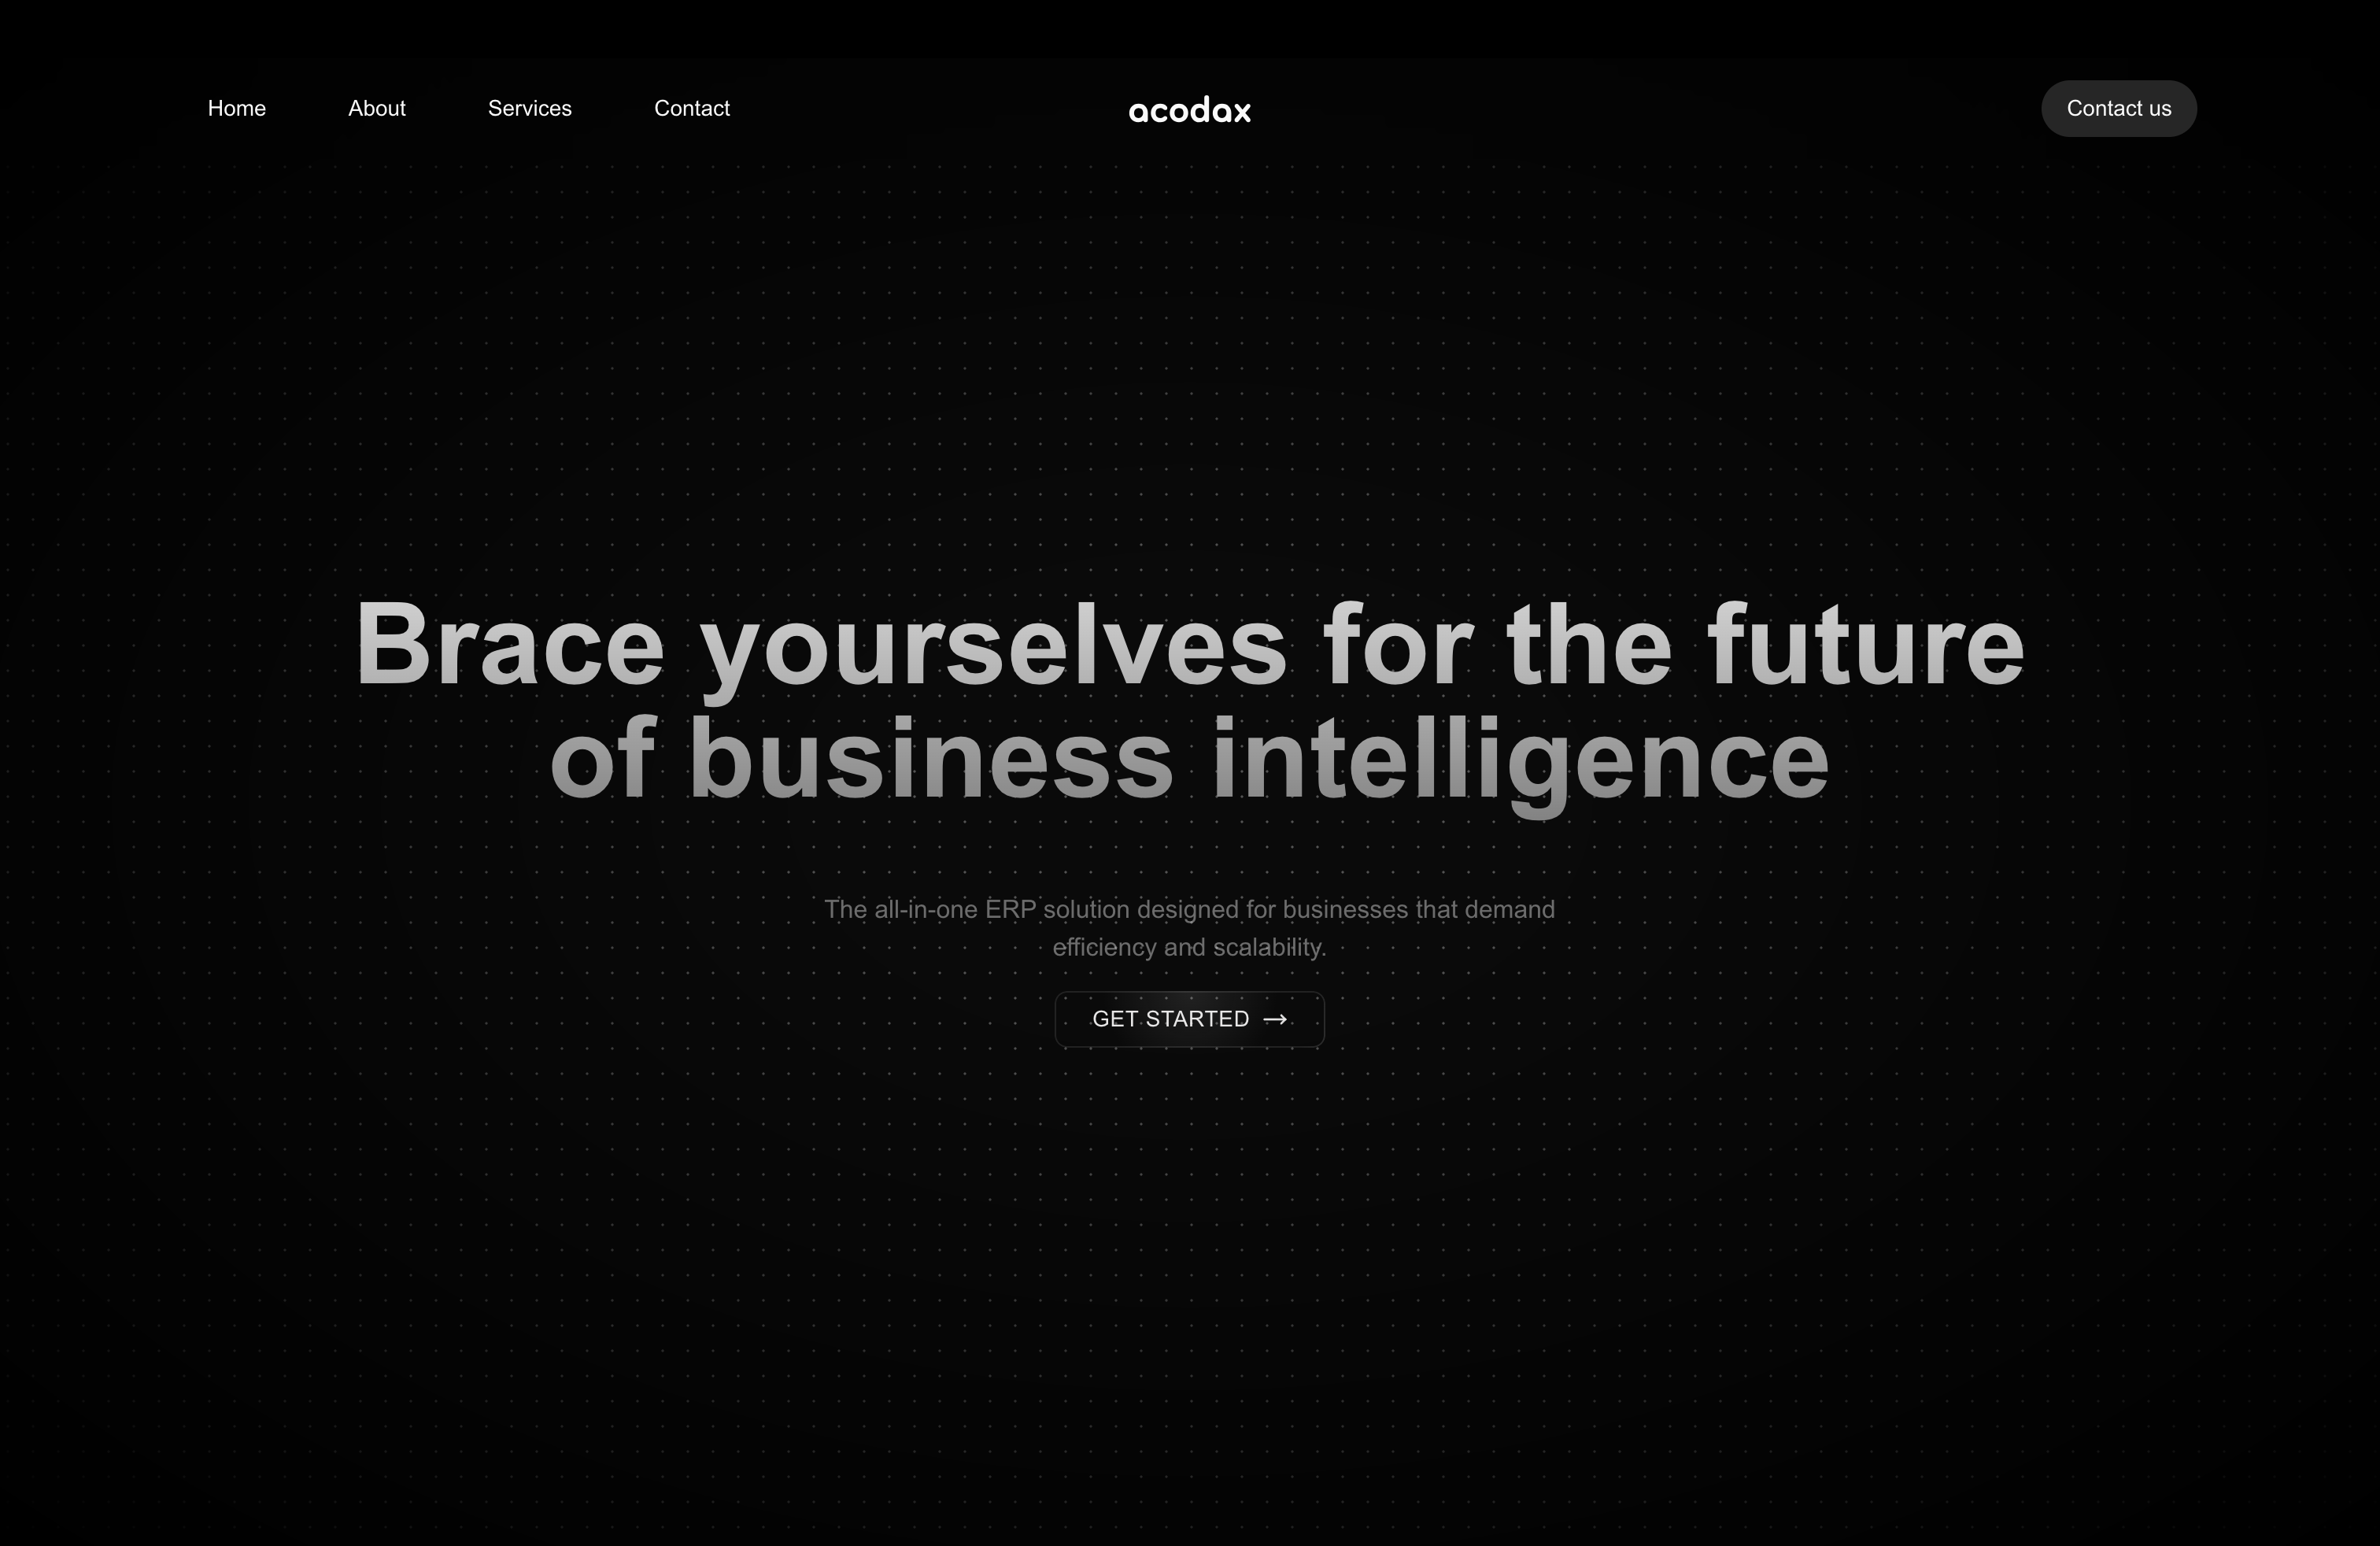 Home About Services Contact acodax Contact us
Brace yourselves for the future
of business intelligence
The all-in-one ERP solution designed for businesses that demand
efficiency and scalability.
GET STARTED →